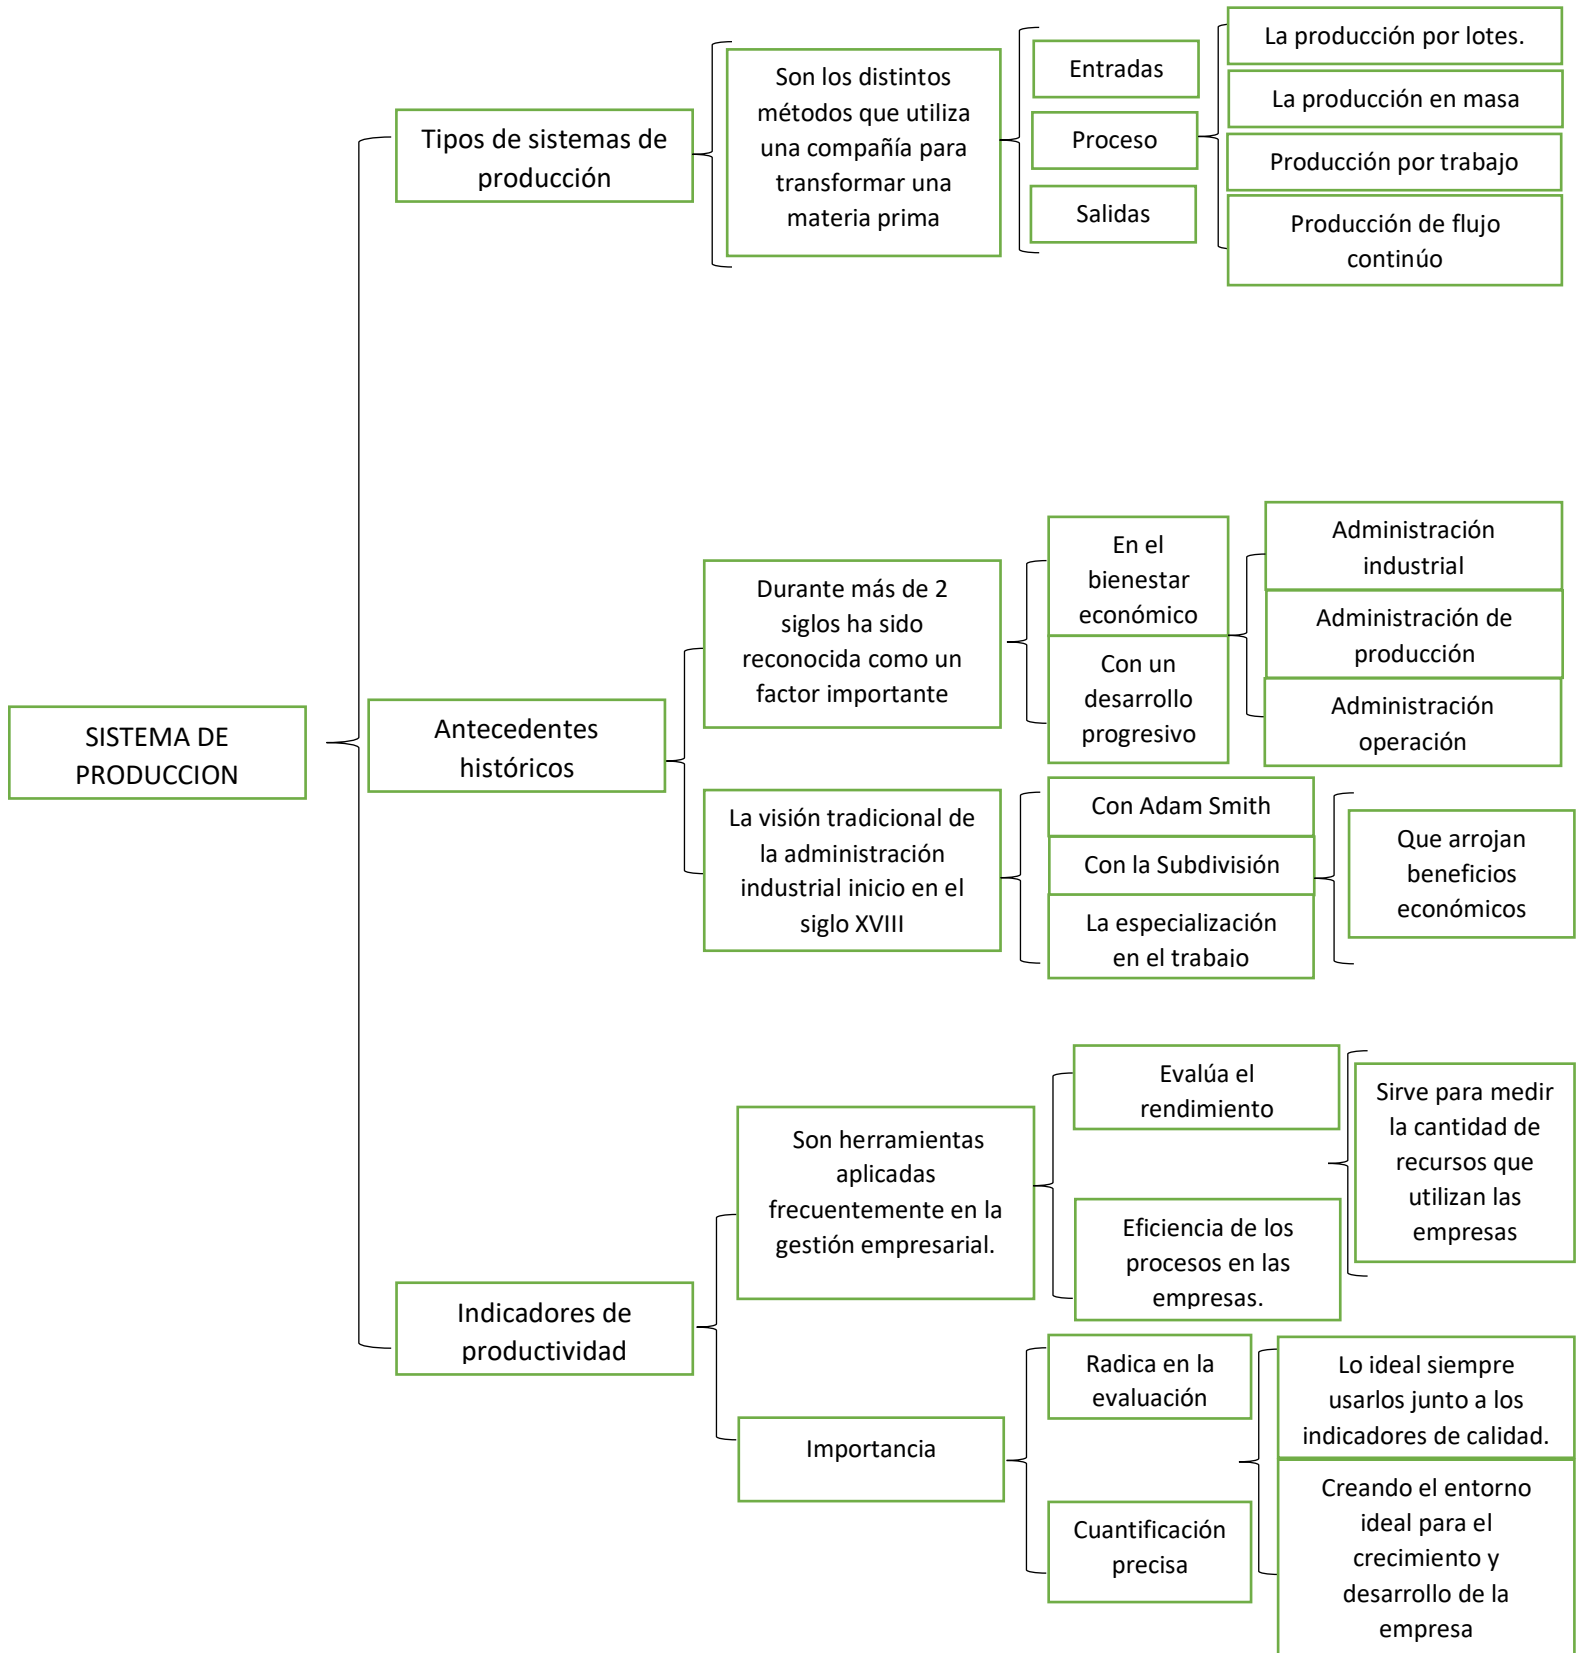 SISTEMA DE
PRODUCCION
Tipos de sistemas de
producción
Son los distintos
métodos que utiliza
una compañía para
transformar una
materia prima
Entradas
Proceso
Salidas
La producción por lotes.
La producción en masa
Producción por trabajo
Producción de flujo
continúo
Antecedentes
históricos
Durante más de 2
siglos ha sido
reconocida como un
factor importante
En el
bienestar
económico
Con un
desarrollo
progresivo
Administración
industrial
Administración de
producción
Administración
operación
La visión tradicional de
la administración
industrial inicio en el
siglo XVIII
Con Adam Smith
Con la Subdivisión
La especialización
en el trabajo
Que arrojan
beneficios
económicos
Indicadores de
productividad
Son herramientas
aplicadas
frecuentemente en la
gestión empresarial.
Evalúa el
rendimiento
Eficiencia de los
procesos en las
empresas.
Sirve para medir
la cantidad de
recursos que
utilizan las
empresas
Importancia
Radica en la
evaluación
Cuantificación
precisa
Lo ideal siempre
usarlos junto a los
indicadores de calidad.
Creando el entorno
ideal para el
crecimiento y
desarrollo de la
empresa